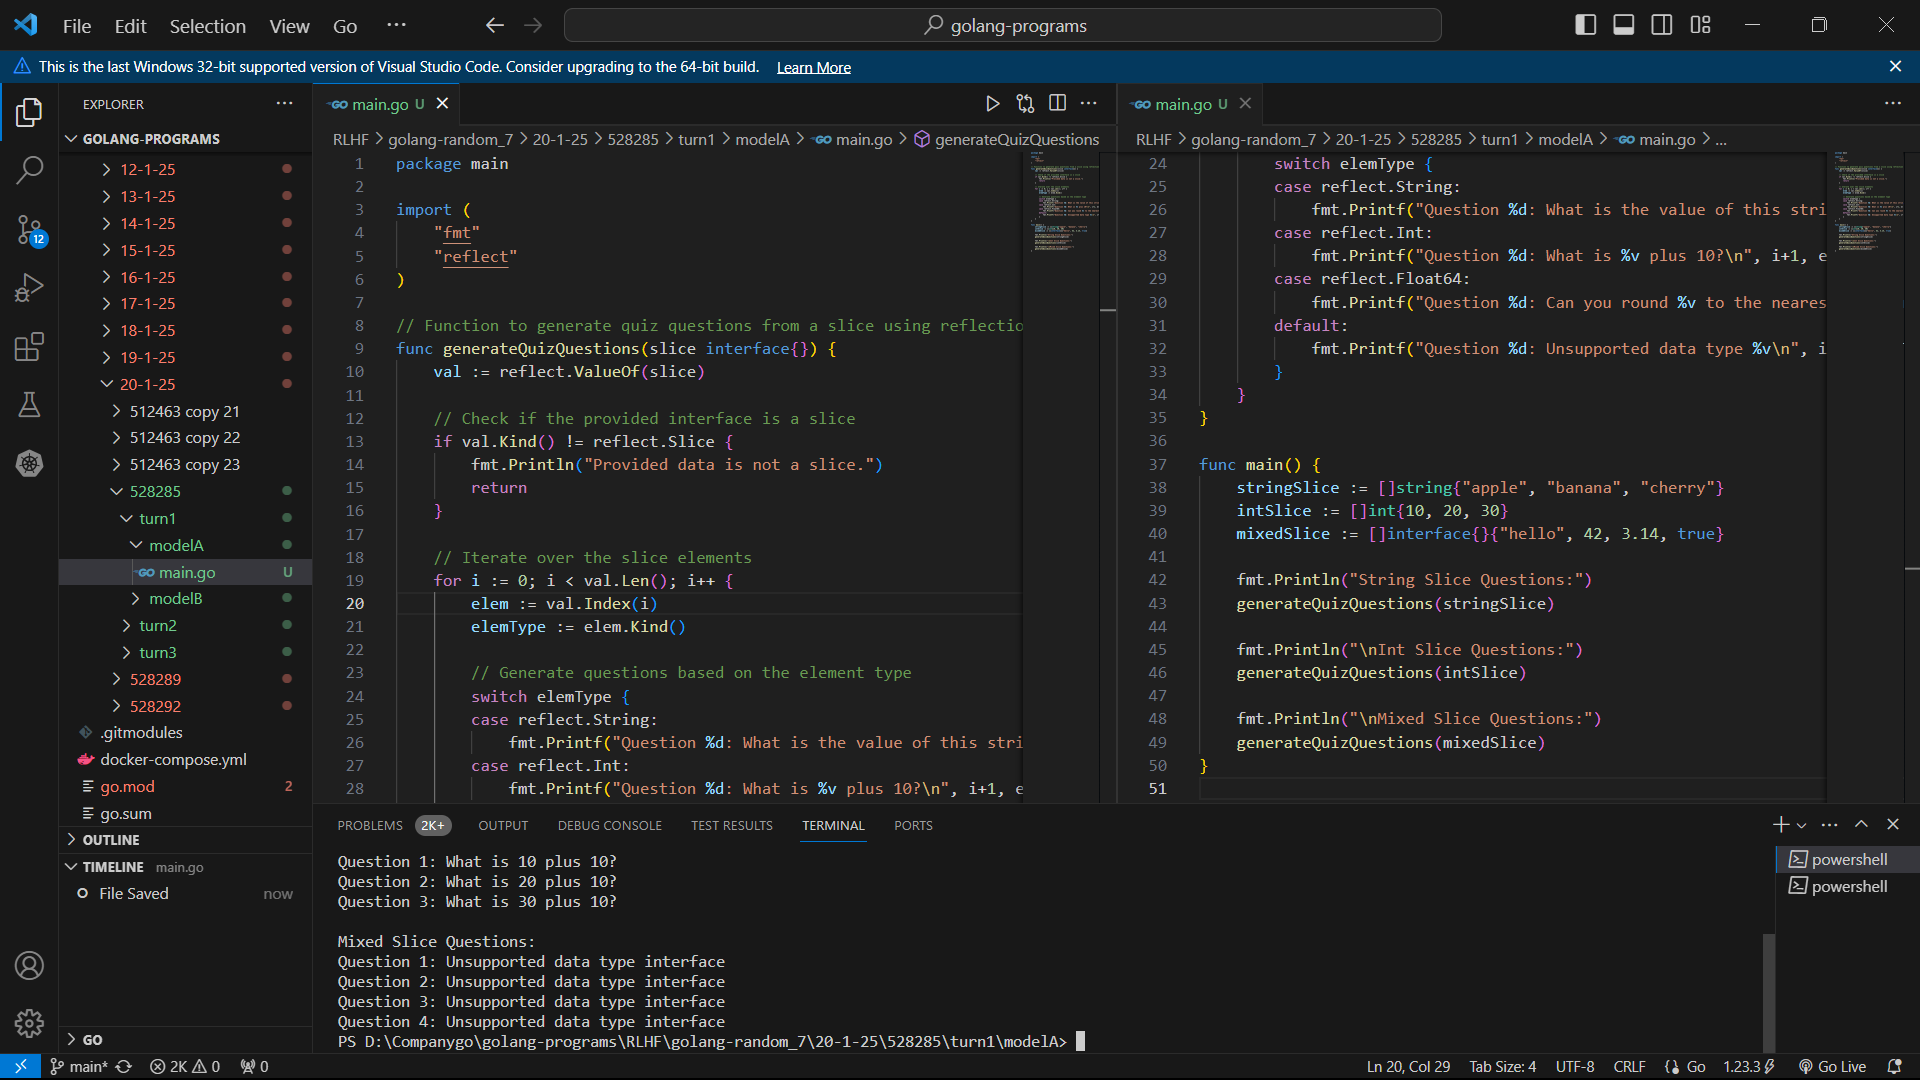 File Edit Selection View Go ···
golang-programs
This is the last Windows 32-bit supported version of Visual Studio Code. Consider upgrading to the 64-bit build. Learn More
EXPLORER
GOLANG-PROGRAMS
12-1-25
13-1-25
14-1-25
15-1-25
16-1-25
17-1-25
18-1-25
19-1-25
20-1-25
512463 copy 21
512463 copy 22
512463 copy 23
528285
turn1
modelA
main.go U
modelB
turn2
turn3
528289
528292
.gitmodules
docker-compose.yml
go.mod 2
go.sum
OUTLINE
TIMELINE main.go
File Saved now
GO
12
main.go U
RLHF > golang-random_7 > 20-1-25 > 528285 > turn1 > modelA > main.go > generateQuizQuestions
1 package main
2
3 import (
4 "fmt"
5 "reflect"
6 )
7
8 // Function to generate quiz questions from a slice using reflectio
9 func generateQuizQuestions(slice interface{}) {
10 val := reflect.ValueOf(slice)
11
12 // Check if the provided interface is a slice
13 if val.Kind() != reflect.Slice {
14 fmt.Println("Provided data is not a slice.")
15 return
16 }
17
18 // Iterate over the slice elements
19 for i := 0; i < val.Len(); i++ {
20 elem := val.Index(i)
21 elemType := elem.Kind()
22
23 // Generate questions based on the element type
24 switch elemType {
25 case reflect.String:
26 fmt.Printf("Question %d: What is the value of this stri
27 case reflect.Int:
28 fmt.Printf("Question %d: What is %v plus 10?\n", i+1, e
main.go U
RLHF > golang-random_7 > 20-1-25 > 528285 > turn1 > modelA > main.go > ...
24 switch elemType {
25 case reflect.String:
26 fmt.Printf("Question %d: What is the value of this stri
27 case reflect.Int:
28 fmt.Printf("Question %d: What is %v plus 10?\n", i+1, e
29 case reflect.Float64:
30 fmt.Printf("Question %d: Can you round %v to the neares
31 default:
32 fmt.Printf("Question %d: Unsupported data type %v\n", i
33 }
34 }
35 }
36
37 func main() {
38 stringSlice := []string{"apple", "banana", "cherry"}
39 intSlice := []int{10, 20, 30}
40 mixedSlice := []interface{}{"hello", 42, 3.14, true}
41
42 fmt.Println("String Slice Questions:")
43 generateQuizQuestions(stringSlice)
44
45 fmt.Println("\nInt Slice Questions:")
46 generateQuizQuestions(intSlice)
47
48 fmt.Println("\nMixed Slice Questions:")
49 generateQuizQuestions(mixedSlice)
50 }
51
PROBLEMS 2K+ OUTPUT DEBUG CONSOLE TEST RESULTS TERMINAL PORTS
Question 1: What is 10 plus 10?
Question 2: What is 20 plus 10?
Question 3: What is 30 plus 10?
Mixed Slice Questions:
Question 1: Unsupported data type interface
Question 2: Unsupported data type interface
Question 3: Unsupported data type interface
Question 4: Unsupported data type interface
PS D:\Companygo\golang-programs\RLHF\golang-random_7\20-1-25\528285\turn1\modelA>
powershell
powershell
main* 2K 0 0 Ln 20, Col 29 Tab Size: 4 UTF-8 CRLF Go 1.23.3 Go Live